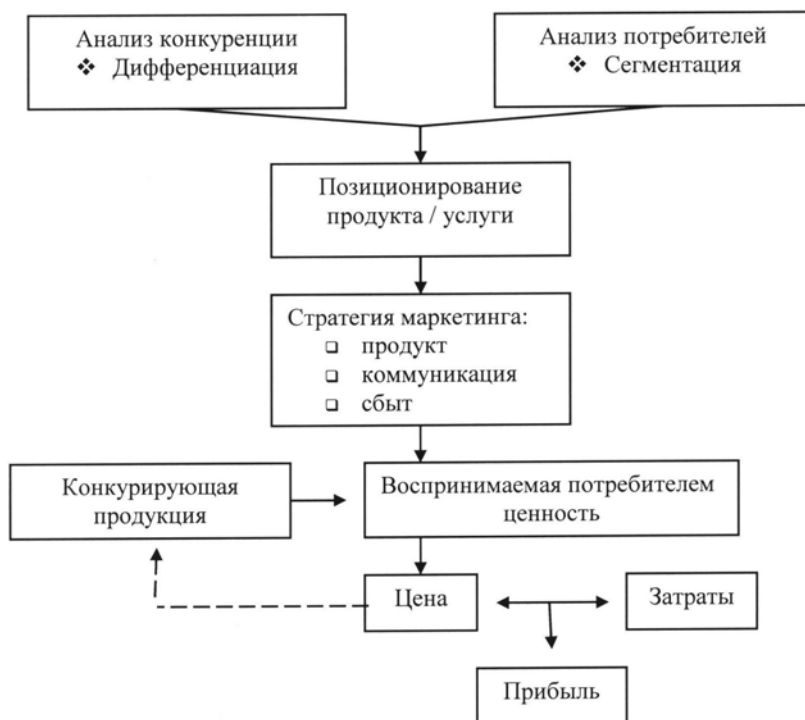 Анализ конкуренции
❖ Дифференциация
Анализ потребителей
❖ Сегментация
Позиционирование
продукта / услуги
Стратегия маркетинга:
❑ продукт
❑ коммуникация
❑ сбыт
Конкурирующая
продукция
Воспринимаемая потребителем
ценность
Цена
Затраты
Прибыль